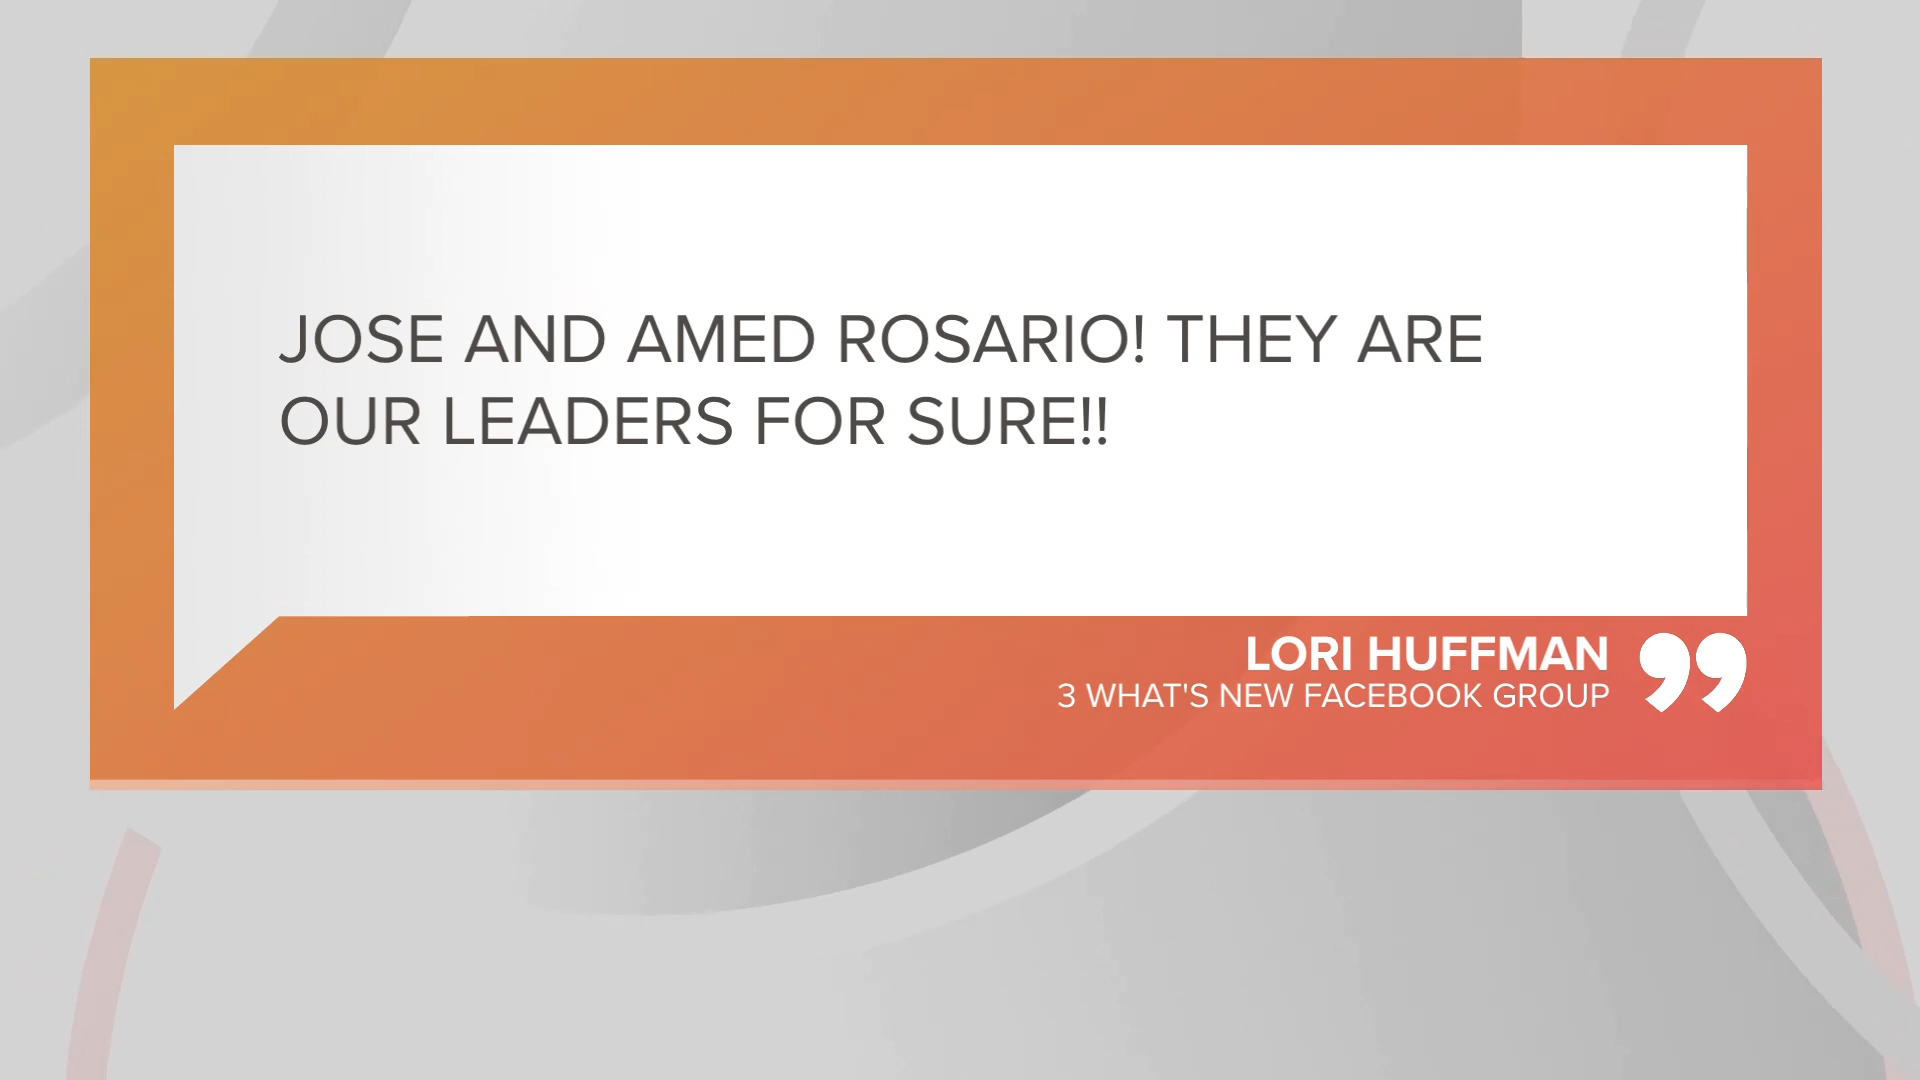 JOSE AND AMED ROSARIO! THEY ARE
OUR LEADERS FOR SURE!!
LORI HUFFMAN
3 WHAT'S NEW FACEBOOK GROUP